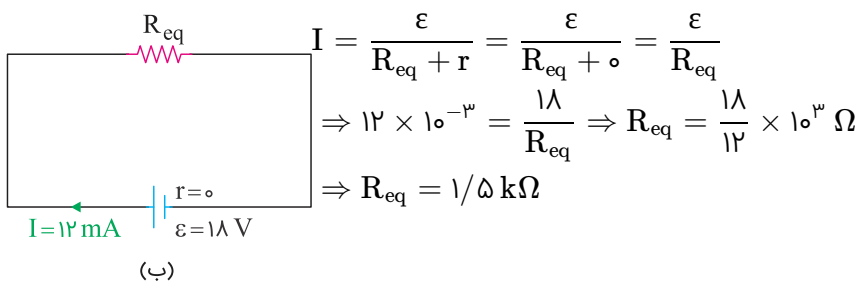 R_eq
I = ε / (R_eq + r) = ε / (R_eq + ۰) = ε / R_eq
⇒ ۱۲ × ۱۰^−۳ = ۱۸ / R_eq ⇒ R_eq = ۱۸ / ۱۲ × ۱۰^۳ Ω
⇒ R_eq = ۱/۵ kΩ
r = ۰
I = ۱۲ mA
ε = ۱۸ V
(ب)